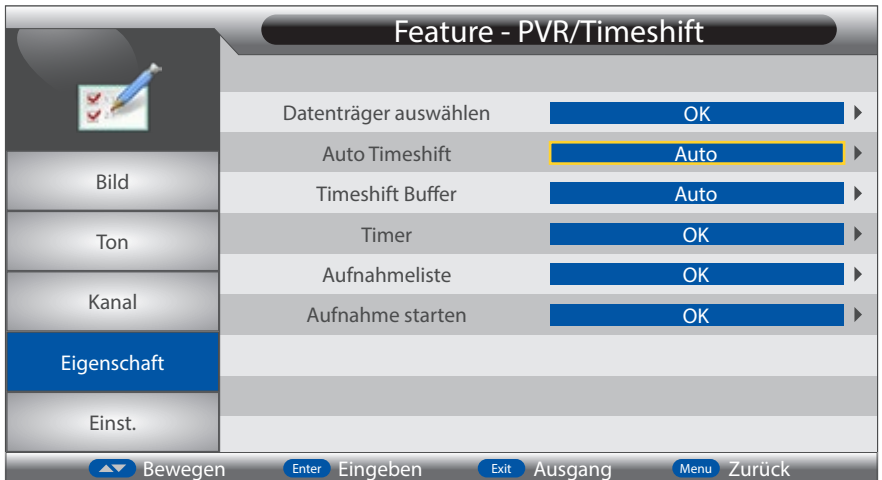 Feature - PVR/Timeshift
Datenträger auswählen OK
Auto Timeshift Auto
Timeshift Buffer Auto
Timer OK
Aufnahmeliste OK
Aufnahme starten OK
Bild
Ton
Kanal
Eigenschaft
Einst.
Bewegen Enter Eingeben Exit Ausgang Menu Zurück